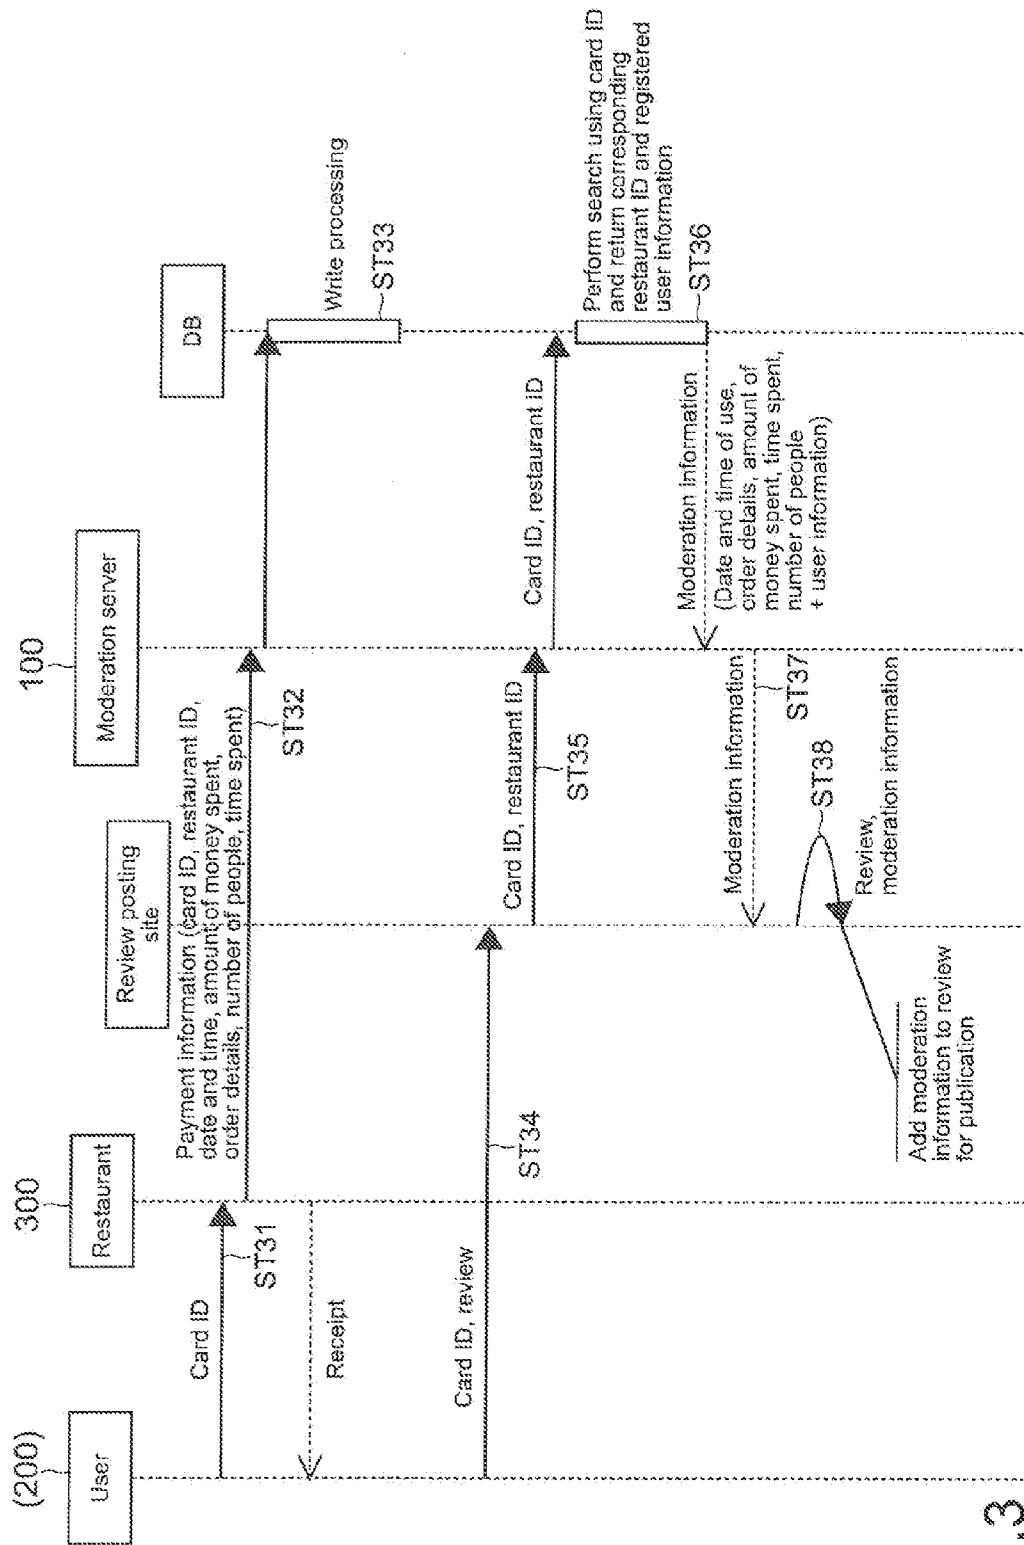 (200)
User
300
Restaurant
Review posting
site
100
Moderation server
DB
Card ID
ST31
Payment information (card ID, restaurant ID,
date and time, amount of money spent,
order details, number of people, time spent)
ST32
Write processing
ST33
Receipt
Card ID, review
ST34
Card ID, restaurant ID
ST35
Card ID, restaurant ID
Perform search using card ID
and return corresponding
restaurant ID and registered
user information
ST36
Moderation information
(Date and time of use,
order details, amount of
money spent, time spent,
number of people
+ user information)
Moderation information
ST37
ST38
Review,
moderation information
Add moderation
information to review
for publication
.3